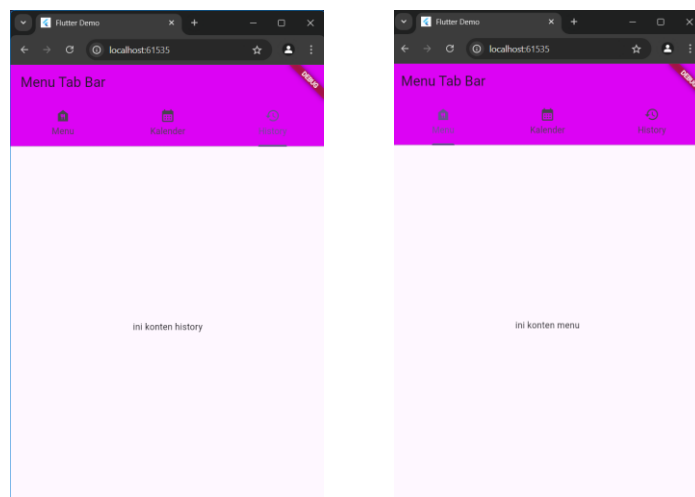 Flutter Demo
localhost:61535
DEBUG
Menu Tab Bar
Menu
Kalender
History
ini konten history
Flutter Demo
localhost:61535
DEBUG
Menu Tab Bar
Menu
Kalender
History
ini konten menu